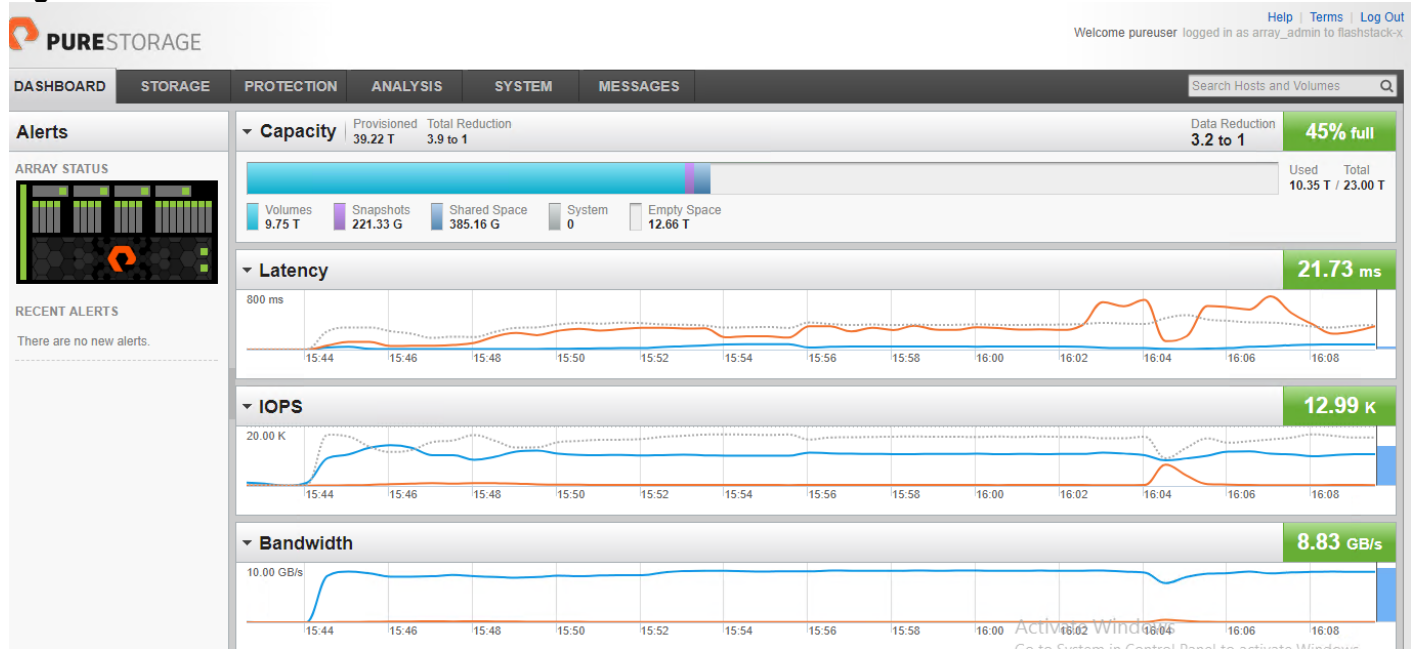 Help | Terms | Log Out
PURESTORAGE
Welcome pureuser logged in as array_admin to flashstack-x
DASHBOARD STORAGE PROTECTION ANALYSIS SYSTEM MESSAGES
Search Hosts and Volumes
Alerts
ARRAY STATUS
RECENT ALERTS
There are no new alerts.
Capacity
Provisioned
39.22 T
Total Reduction
3.9 to 1
Data Reduction
3.2 to 1
45% full
Used Total
10.35 T / 23.00 T
Volumes
9.75 T
Snapshots
221.33 G
Shared Space
385.16 G
System
0
Empty Space
12.66 T
Latency
21.73 ms
800 ms
15:44 15:46 15:48 15:50 15:52 15:54 15:56 15:58 16:00 16:02 16:04 16:06 16:08
IOPS
12.99 K
20.00 K
15:44 15:46 15:48 15:50 15:52 15:54 15:56 15:58 16:00 16:02 16:04 16:06 16:08
Bandwidth
8.83 GB/s
10.00 GB/s
15:44 15:46 15:48 15:50 15:52 15:54 15:56 15:58 16:00 16:02 16:04 16:06 16:08
Activate Windows
Go to System in Control Panel to activate Windows.